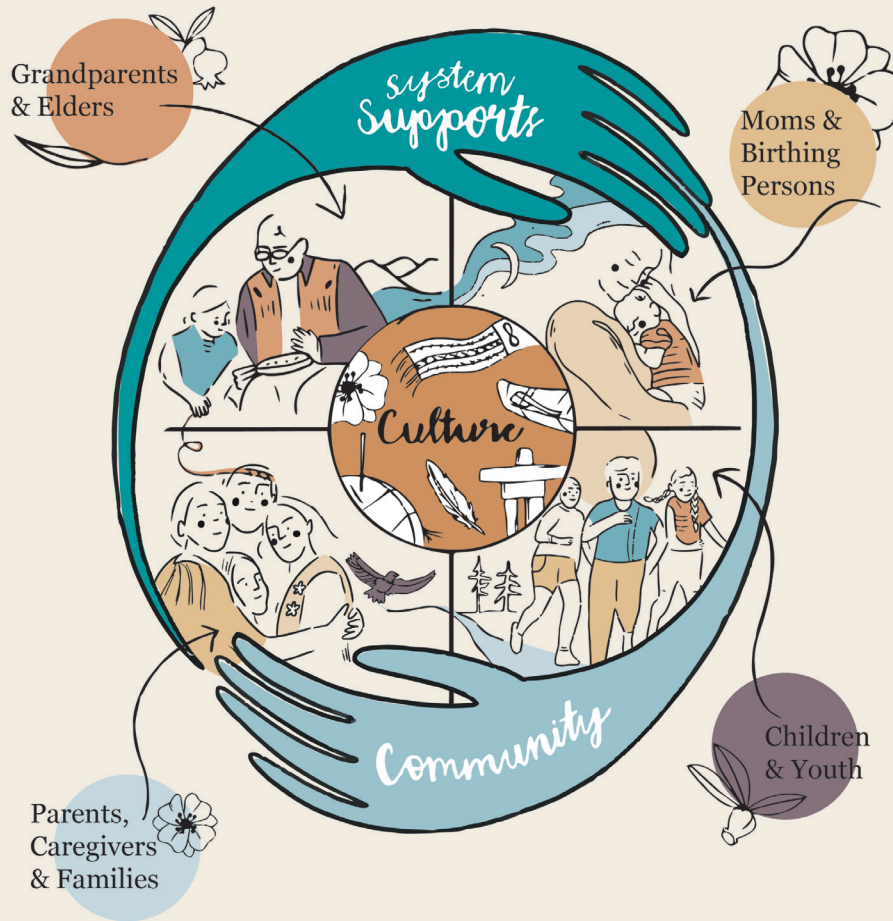 Grandparents
& Elders
System
Supports
Moms &
Birthing
Persons
Culture
Community
Children
& Youth
Parents,
Caregivers
& Families